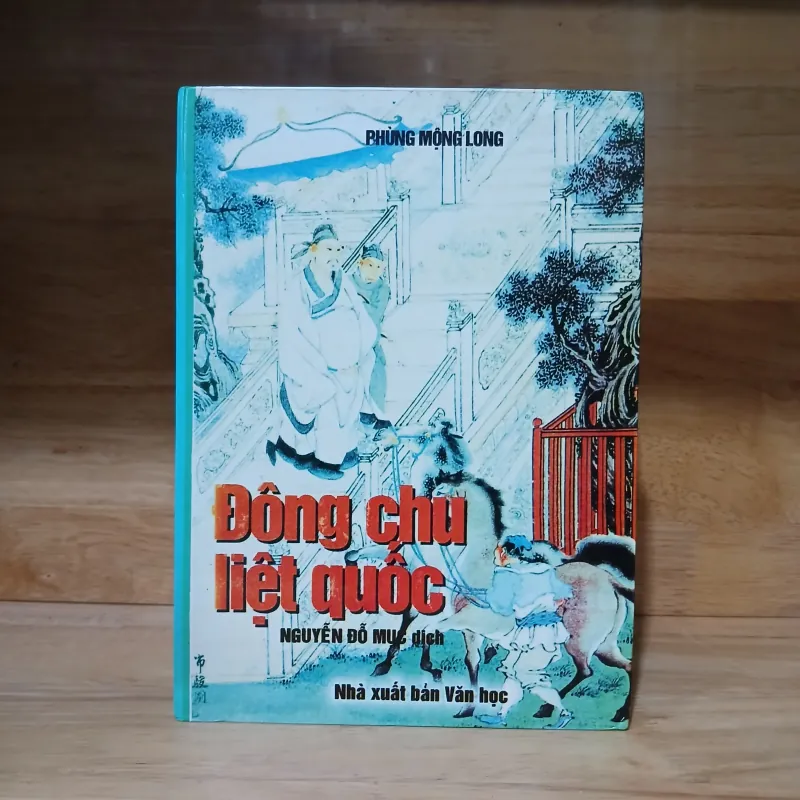 PHÙNG MỘNG LONG
Đông chu
liệt quốc
NGUYỄN ĐỖ MỤC dịch
Nhà xuất bản Văn học